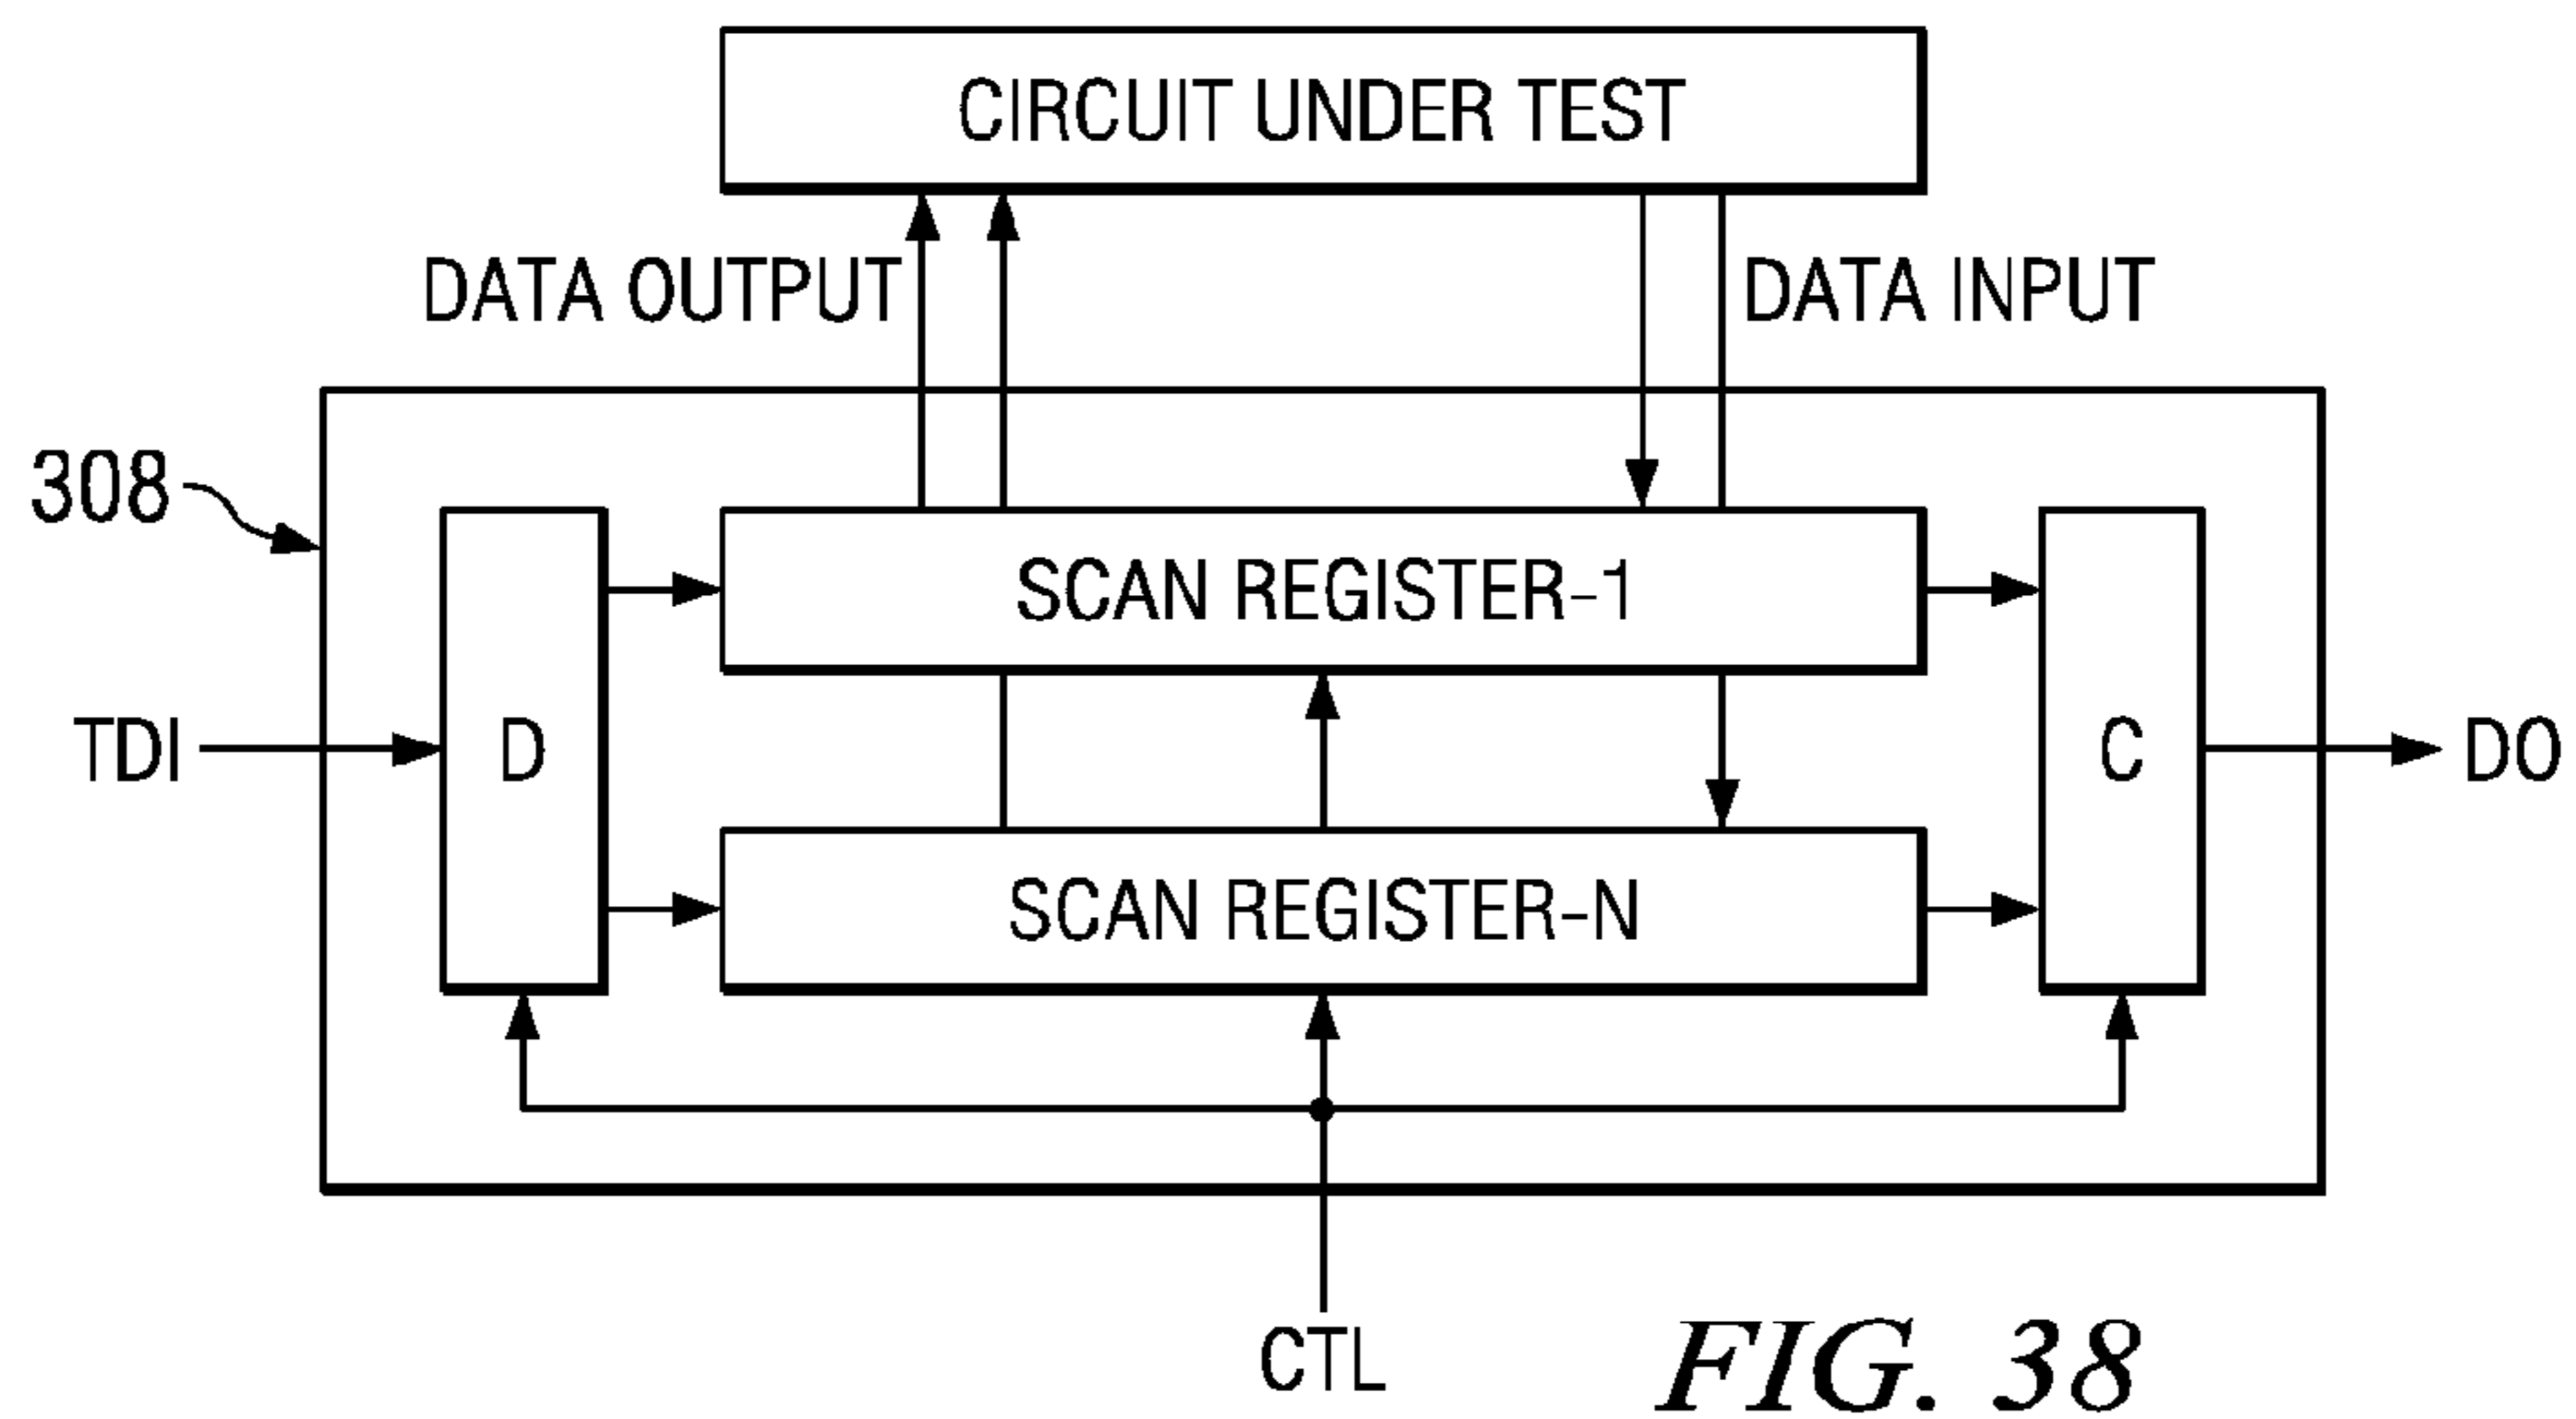 CIRCUIT UNDER TEST
DATA OUTPUT
DATA INPUT
308
SCAN REGISTER-1
TDI
D
C
DO
SCAN REGISTER-N
CTL
FIG. 38